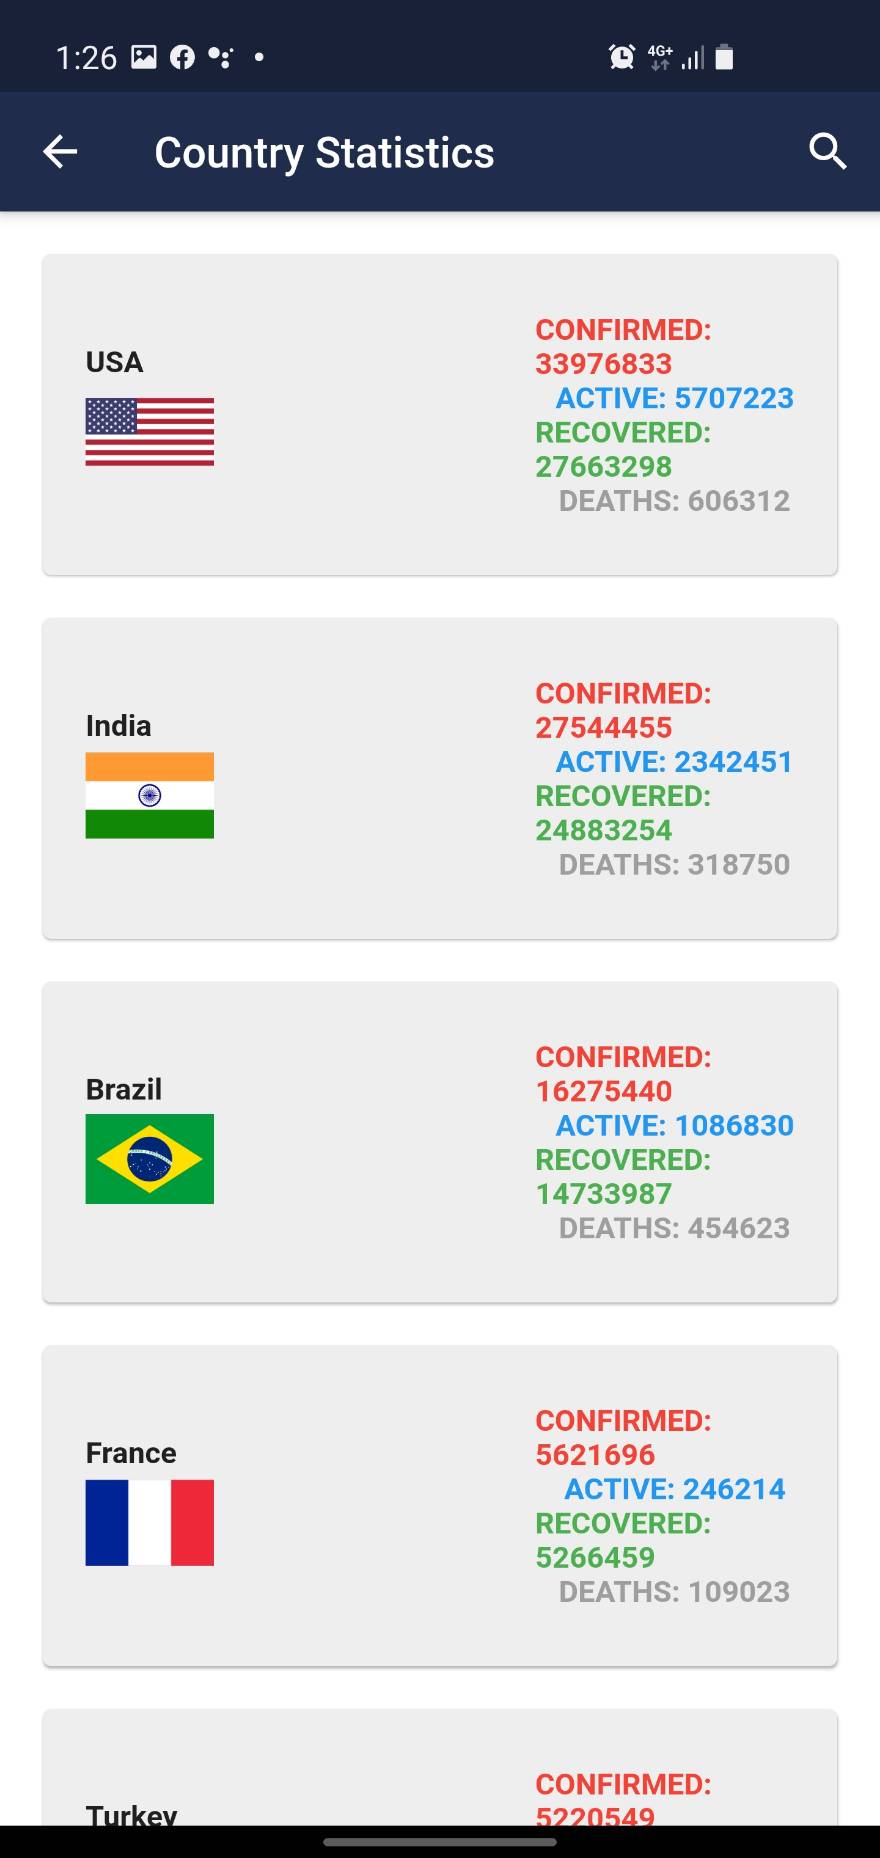 1:26
4G+
Country Statistics
USA
CONFIRMED:
33976833
ACTIVE: 5707223
RECOVERED:
27663298
DEATHS: 606312
India
CONFIRMED:
27544455
ACTIVE: 2342451
RECOVERED:
24883254
DEATHS: 318750
Brazil
CONFIRMED:
16275440
ACTIVE: 1086830
RECOVERED:
14733987
DEATHS: 454623
France
CONFIRMED:
5621696
ACTIVE: 246214
RECOVERED:
5266459
DEATHS: 109023
Turkey
CONFIRMED:
5220549